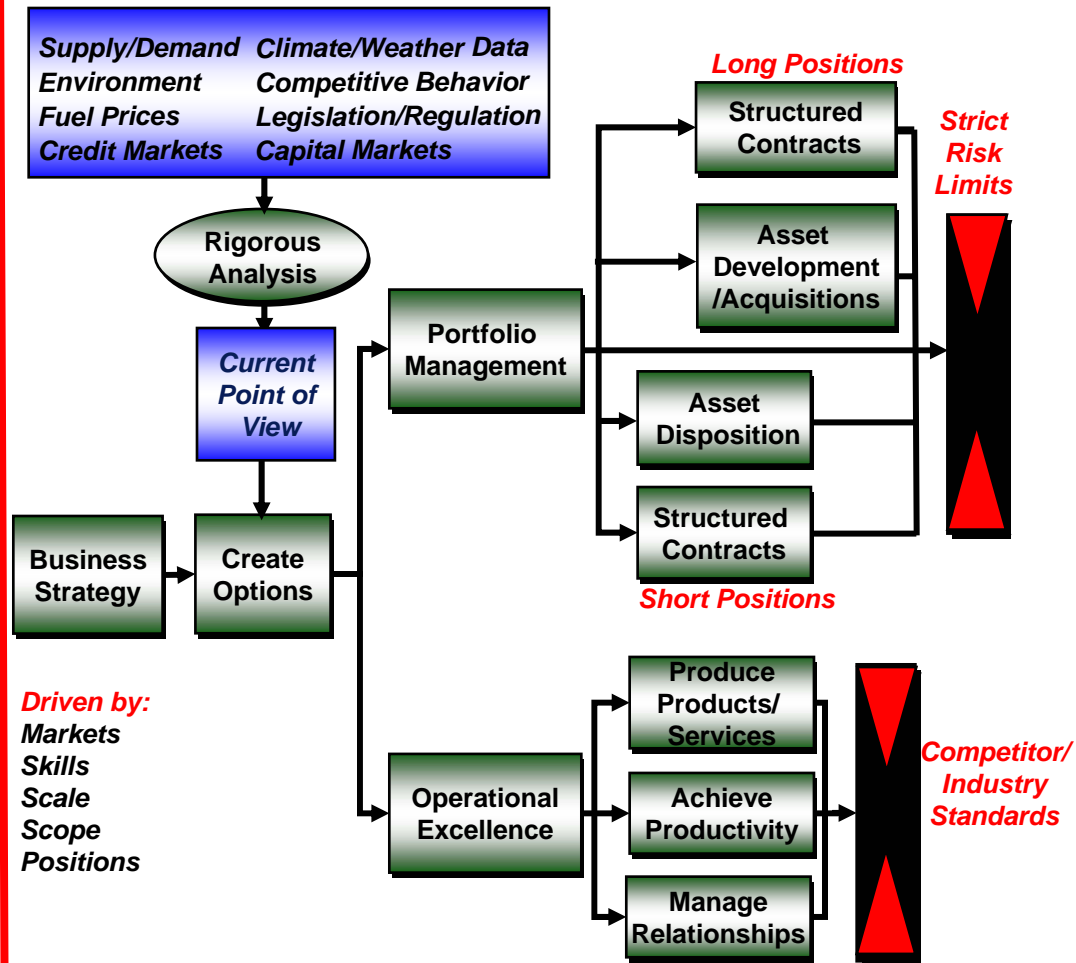 Supply/Demand Climate/Weather Data
Environment Competitive Behavior
Fuel Prices Legislation/Regulation
Credit Markets Capital Markets
Rigorous
Analysis
Current
Point of
View
Business
Strategy
Create
Options
Driven by:
Markets
Skills
Scale
Scope
Positions
Portfolio
Management
Long Positions
Structured
Contracts
Asset
Development
/Acquisitions
Asset
Disposition
Structured
Contracts
Short Positions
Strict
Risk
Limits
Operational
Excellence
Produce
Products/
Services
Achieve
Productivity
Manage
Relationships
Competitor/
Industry
Standards